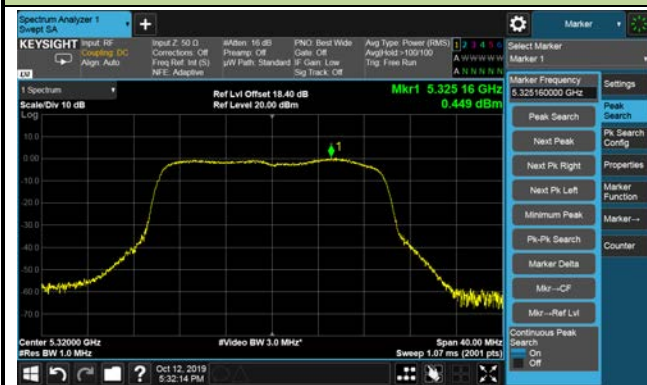 Spectrum Analyzer 1
Swept SA
Marker
KEYSIGHT
Input: RF
Coupling: DC
Align: Auto
Input Z: 50 Ω
Corrections: Off
Freq Ref: Int (S)
NFE: Adaptive
#Atten: 16 dB
Preamp: Off
µW Path: Standard
PNO: Best Wide
Gate: Off
IF Gain: Low
Sig Track: Off
Avg Type: Power (RMS)
Avg|Hold:>100/100
Trig: Free Run
1 2 3 4 5 6
A W W W W W
A N N N N N
LXI
Select Marker
Marker 1
1 Spectrum
Scale/Div 10 dB
Log
Ref Lvl Offset 18.40 dB
Ref Level 20.00 dBm
Mkr1 5.325 16 GHz
0.449 dBm
10.0
0.00
-10.0
-20.0
-30.0
-40.0
-50.0
-60.0
-70.0
1
Center 5.32000 GHz
#Res BW 1.0 MHz
#Video BW 3.0 MHz*
Span 40.00 MHz
Sweep 1.07 ms (2001 pts)
Marker Frequency
5.325160000 GHz
Peak Search
Next Peak
Next Pk Right
Next Pk Left
Minimum Peak
Pk-Pk Search
Marker Delta
Mkr→CF
Mkr→Ref Lvl
Continuous Peak
Search
On
Off
Settings
Peak
Search
Pk Search
Config
Properties
Marker
Function
Marker→
Counter
?
Oct 12, 2019
5:32:14 PM